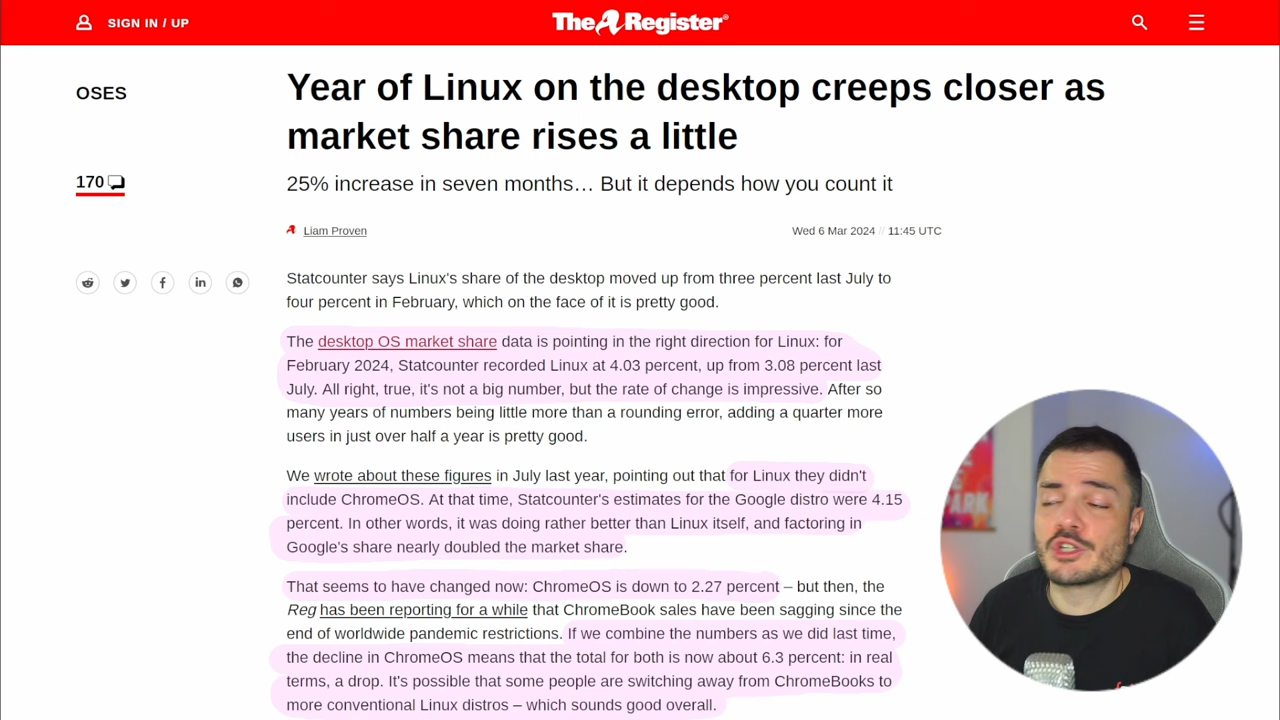 SIGN IN / UP
The Register®
OSES
Year of Linux on the desktop creeps closer as
market share rises a little
170
25% increase in seven months… But it depends how you count it
Liam Proven
Wed 6 Mar 2024 // 11:45 UTC
Statcounter says Linux's share of the desktop moved up from three percent last July to
four percent in February, which on the face of it is pretty good.
The desktop OS market share data is pointing in the right direction for Linux: for
February 2024, Statcounter recorded Linux at 4.03 percent, up from 3.08 percent last
July. All right, true, it's not a big number, but the rate of change is impressive. After so
many years of numbers being little more than a rounding error, adding a quarter more
users in just over half a year is pretty good.
We wrote about these figures in July last year, pointing out that for Linux they didn't
include ChromeOS. At that time, Statcounter's estimates for the Google distro were 4.15
percent. In other words, it was doing rather better than Linux itself, and factoring in
Google's share nearly doubled the market share.
That seems to have changed now: ChromeOS is down to 2.27 percent – but then, the
Reg has been reporting for a while that ChromeBook sales have been sagging since the
end of worldwide pandemic restrictions. If we combine the numbers as we did last time,
the decline in ChromeOS means that the total for both is now about 6.3 percent: in real
terms, a drop. It's possible that some people are switching away from ChromeBooks to
more conventional Linux distros – which sounds good overall.